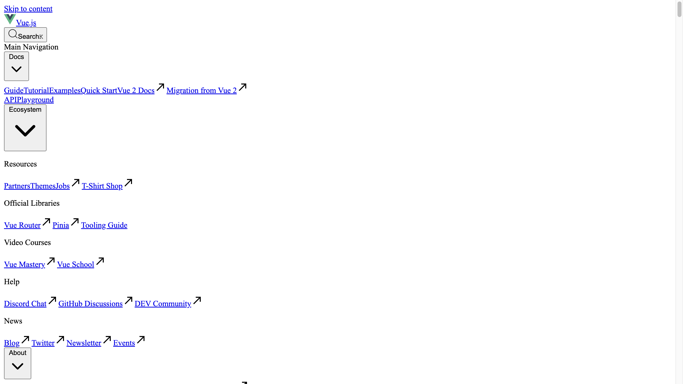 Skip to content
Vue.js
SearchK
Main Navigation
Docs
GuideTutorialExamplesQuick StartVue 2 Docs Migration from Vue 2
APIPlayground
Ecosystem
Resources
PartnersThemesJobs T-Shirt Shop
Official Libraries
Vue Router Pinia Tooling Guide
Video Courses
Vue Mastery Vue School
Help
Discord Chat GitHub Discussions DEV Community
News
Blog Twitter Newsletter Events
About